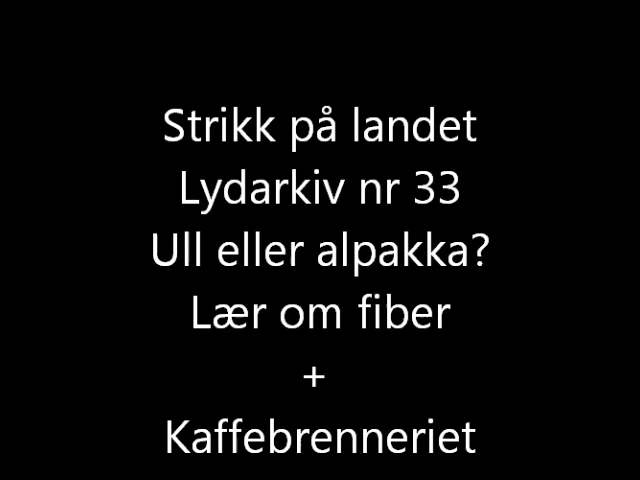 Strikk på landet
Lydarkiv nr 33
Ull eller alpakka?
Lær om fiber
+
Kaffebrenneriet